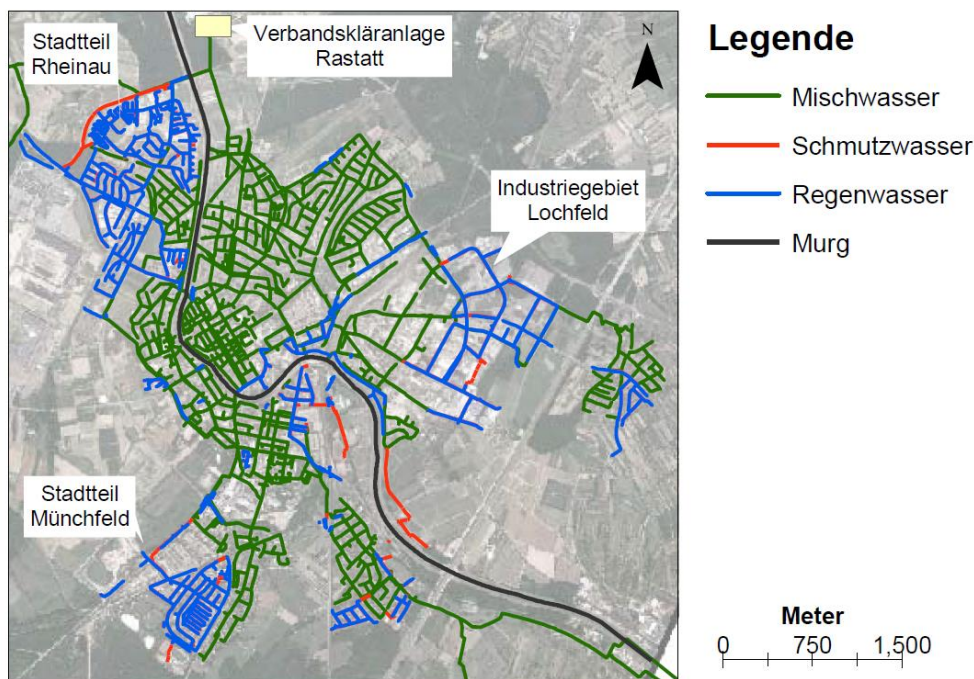 Stadtteil
Rheinau
Verbandskläranlage
Rastatt
N
Industriegebiet
Lochfeld
Stadtteil
Münchfeld
Legende
Mischwasser
Schmutzwasser
Regenwasser
Murg
Meter
0 750 1,500